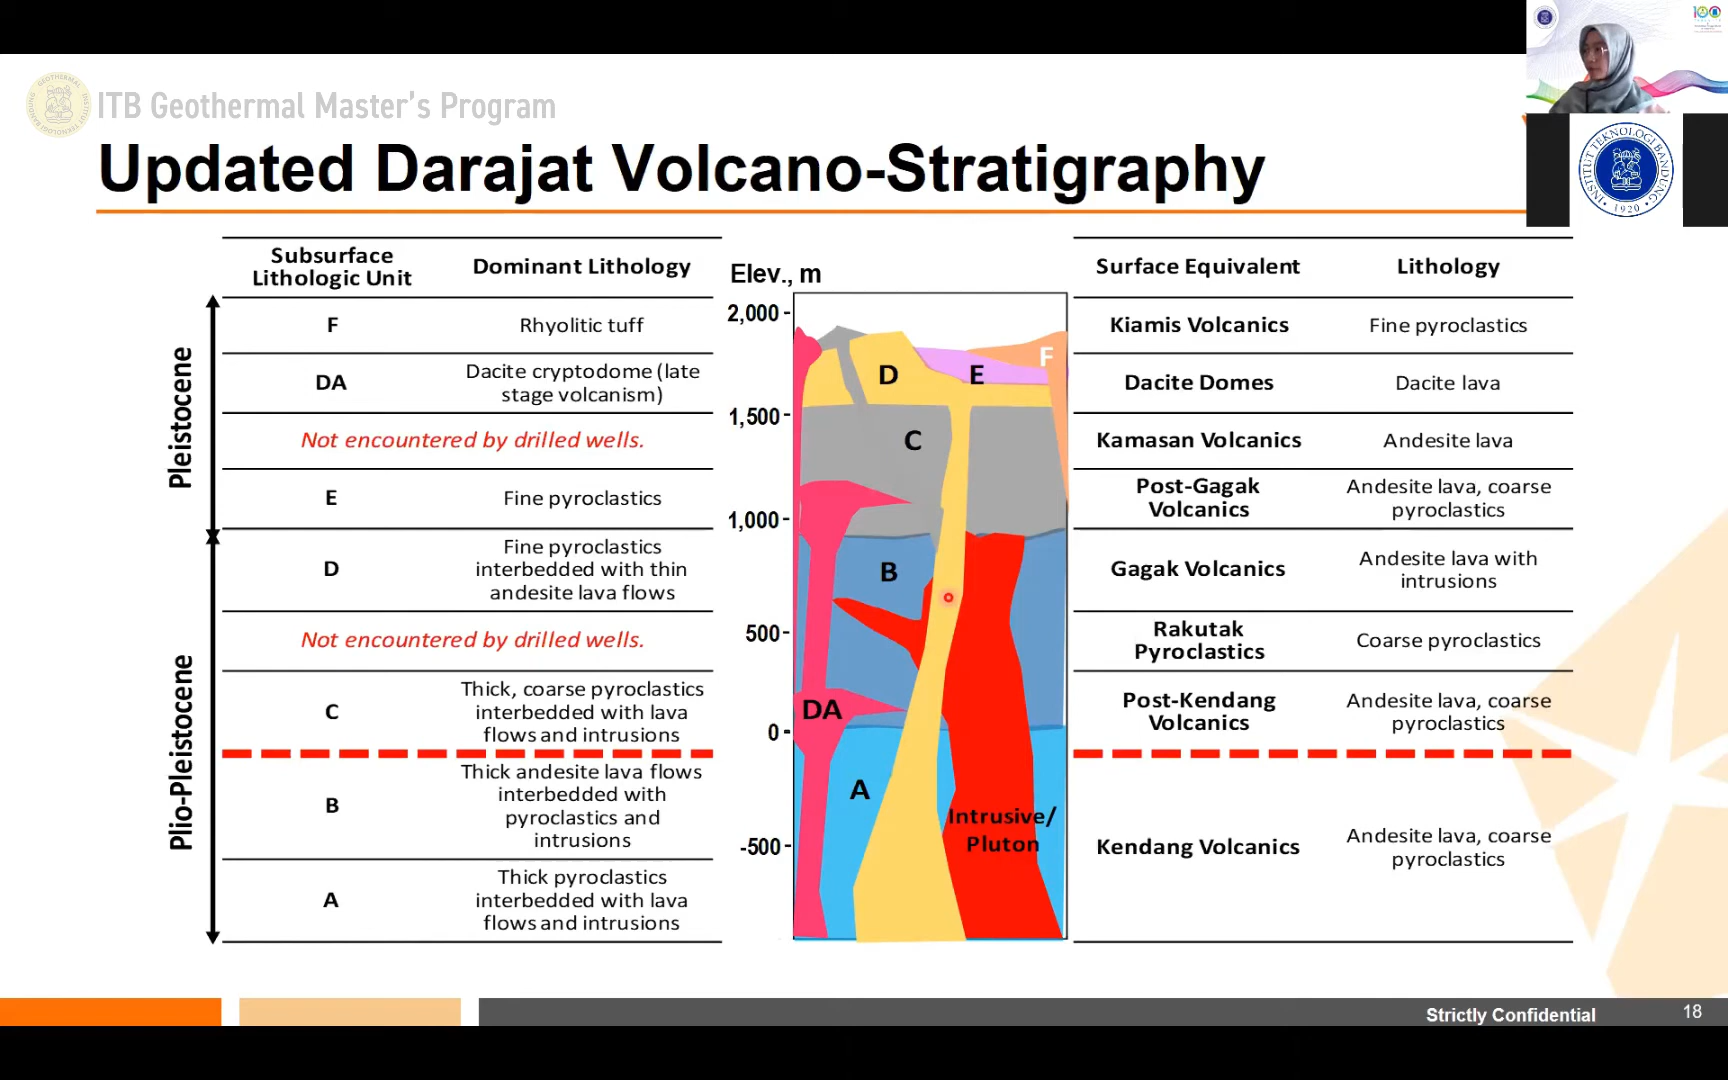 ITB Geothermal Master's Program
Updated Darajat Volcano-Stratigraphy
INSTITUT TEKNOLOGI BANDUNG
1920
100
Subsurface
Lithologic Unit
Dominant Lithology
Elev., m
Surface Equivalent
Lithology
Pleistocene
F
Rhyolitic tuff
DA
Dacite cryptodome (late
stage volcanism)
Not encountered by drilled wells.
E
Fine pyroclastics
Plio-Pleistocene
D
Fine pyroclastics
interbedded with thin
andesite lava flows
Not encountered by drilled wells.
C
Thick, coarse pyroclastics
interbedded with lava
flows and intrusions
B
Thick andesite lava flows
interbedded with
pyroclastics and
intrusions
A
Thick pyroclastics
interbedded with lava
flows and intrusions
2,000
1,500
1,000
500
0
-500
D
E
F
C
B
DA
A
Intrusive/
Pluton
Kiamis Volcanics
Fine pyroclastics
Dacite Domes
Dacite lava
Kamasan Volcanics
Andesite lava
Post-Gagak
Volcanics
Andesite lava, coarse
pyroclastics
Gagak Volcanics
Andesite lava with
intrusions
Rakutak
Pyroclastics
Coarse pyroclastics
Post-Kendang
Volcanics
Andesite lava, coarse
pyroclastics
Kendang Volcanics
Andesite lava, coarse
pyroclastics
Strictly Confidential
18